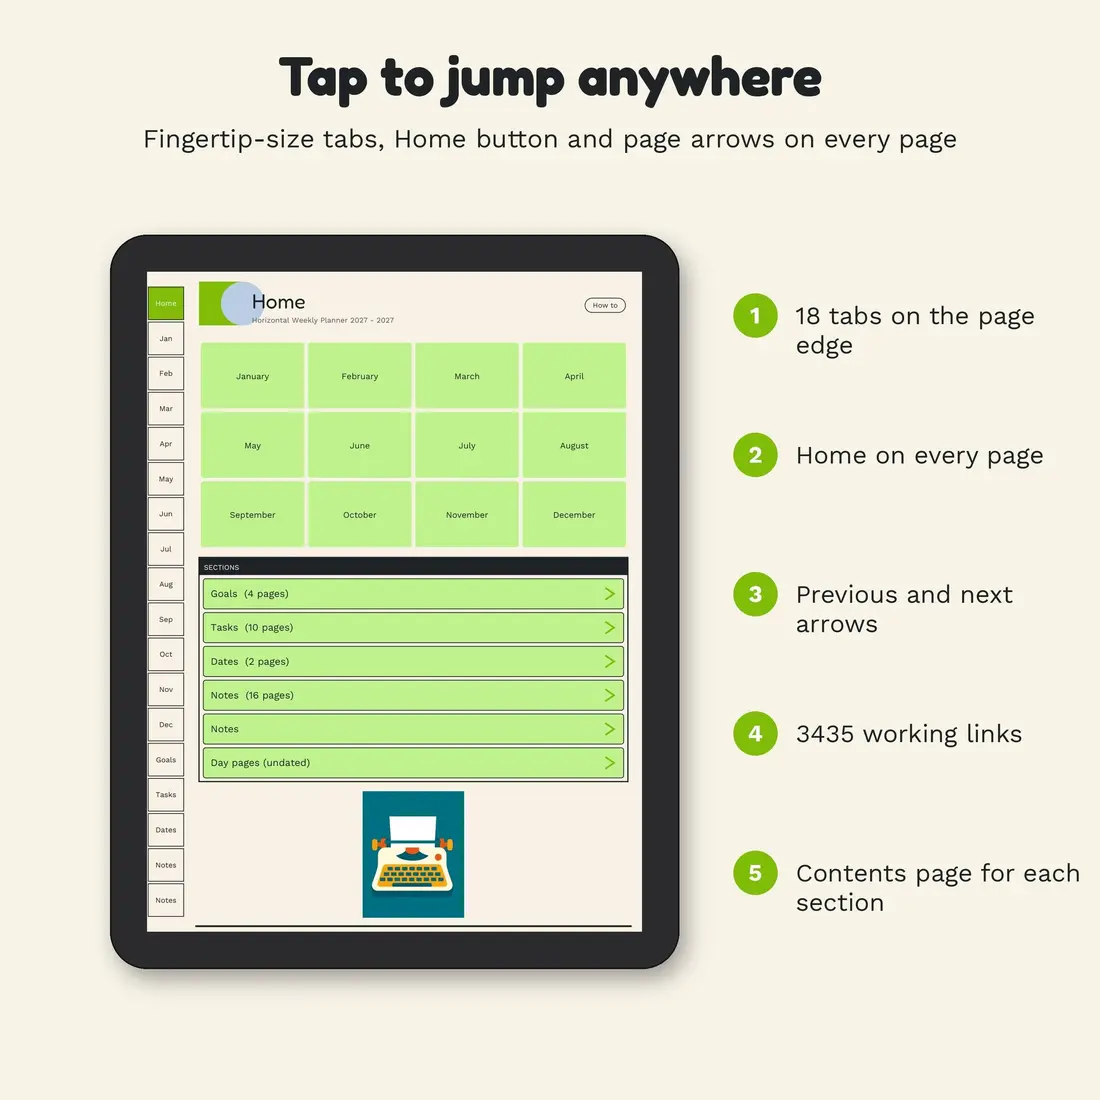 Tap to jump anywhere
Fingertip-size tabs, Home button and page arrows on every page
Home
Jan
Feb
Mar
Apr
May
Jun
Jul
Aug
Sep
Oct
Nov
Dec
Goals
Tasks
Dates
Notes
Notes
Home
Horizontal Weekly Planner 2027 - 2027
How to
January
February
March
April
May
June
July
August
September
October
November
December
SECTIONS
Goals (4 pages)
Tasks (10 pages)
Dates (2 pages)
Notes (16 pages)
Notes
Day pages (undated)
1
18 tabs on the page
edge
2
Home on every page
3
Previous and next
arrows
4
3435 working links
5
Contents page for each
section